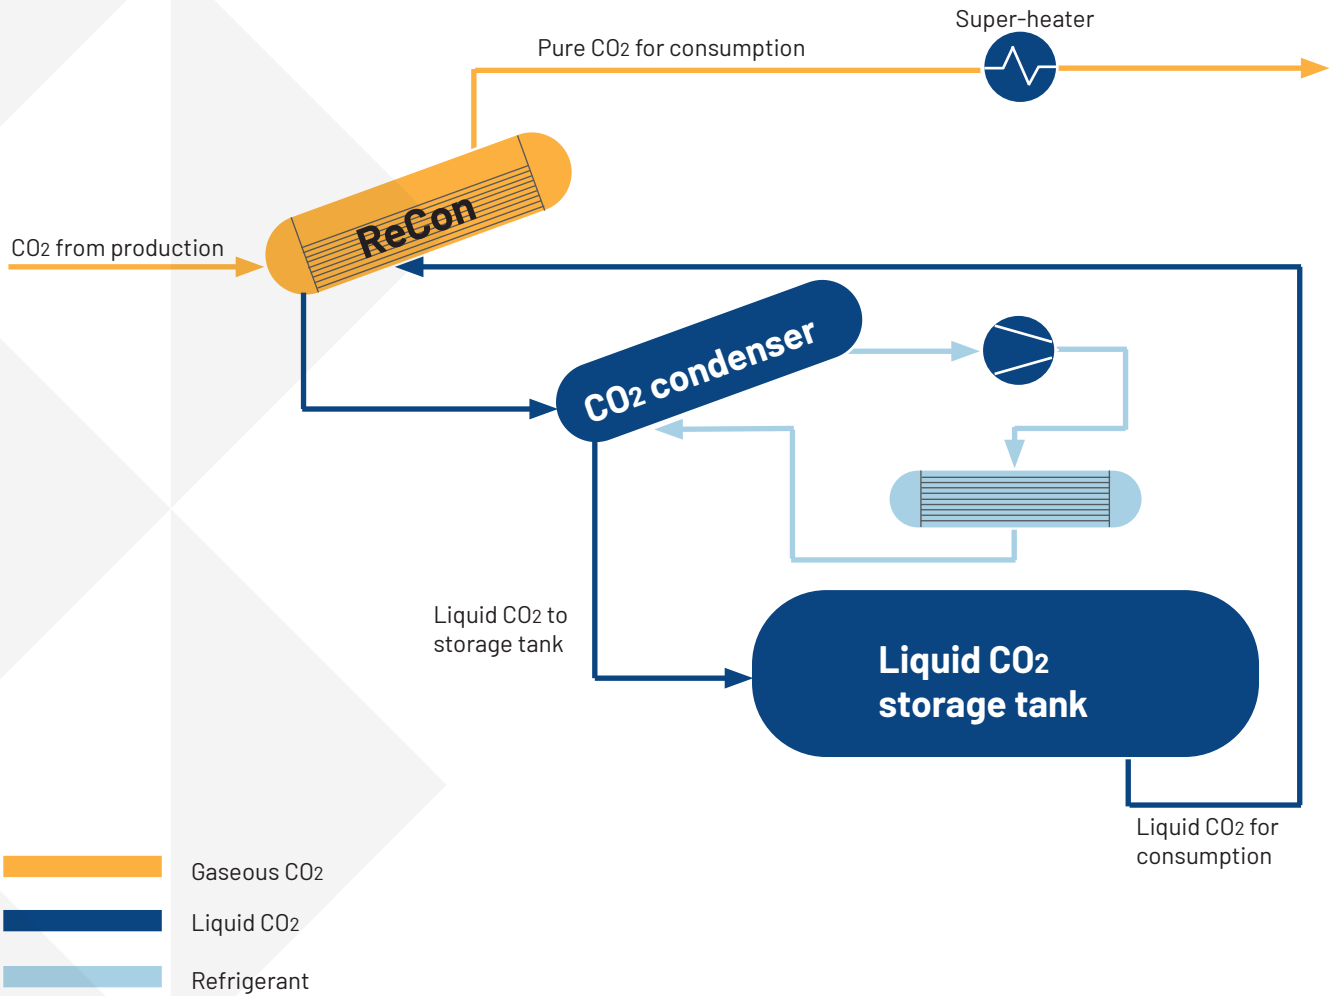 Super-heater
Pure CO2 for consumption
ReCon
CO2 from production
CO2 condenser
Liquid CO2 to
storage tank
Liquid CO2
storage tank
Liquid CO2 for
consumption
Gaseous CO2
Liquid CO2
Refrigerant